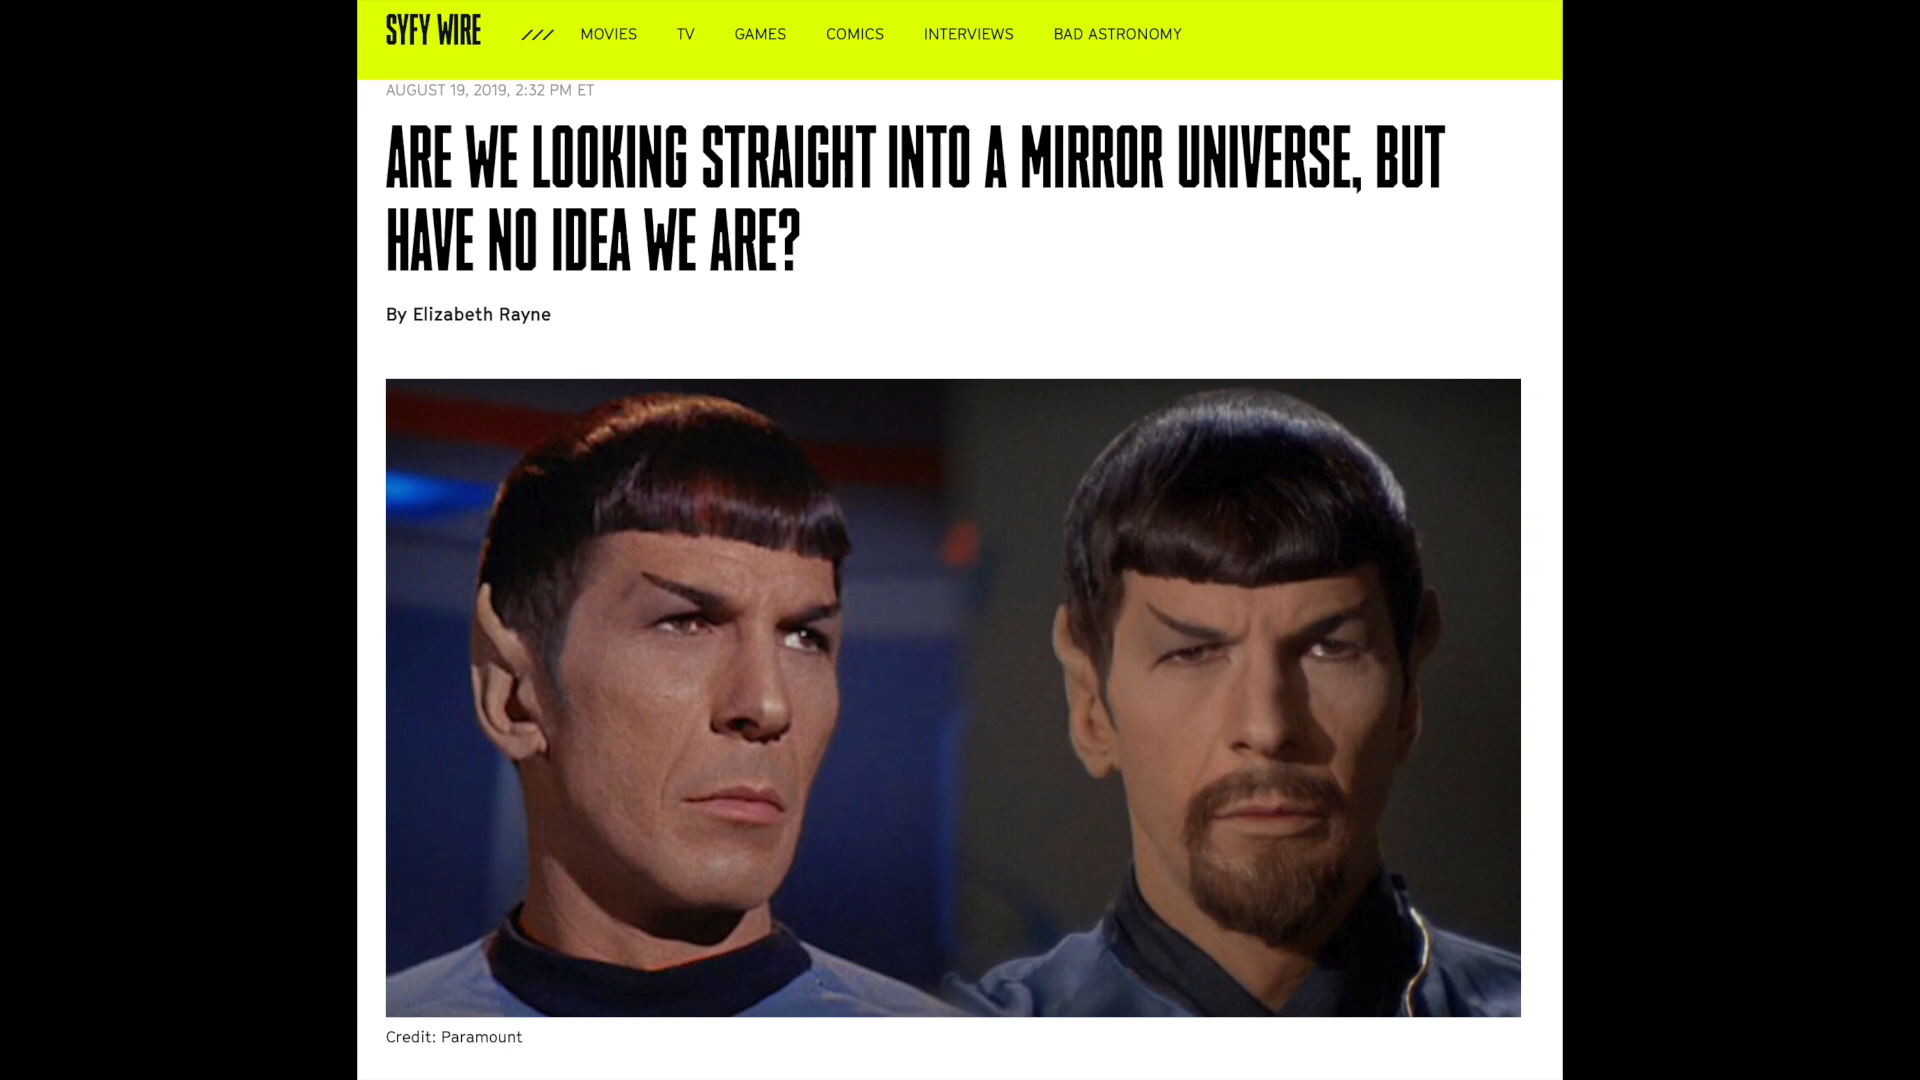 SYFY WIRE /// MOVIES TV GAMES COMICS INTERVIEWS BAD ASTRONOMY
AUGUST 19, 2019, 2:32 PM ET
ARE WE LOOKING STRAIGHT INTO A MIRROR UNIVERSE, BUT
HAVE NO IDEA WE ARE?
By Elizabeth Rayne
Credit: Paramount